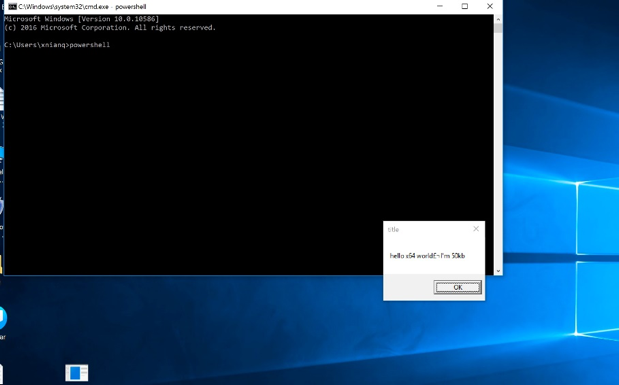 C:\Windows\system32\cmd.exe - powershell
Microsoft Windows [Version 10.0.10586]
(c) 2016 Microsoft Corporation. All rights reserved.
C:\Users\xnianq>powershell
title
hello x64 world! I'm 50kb
OK